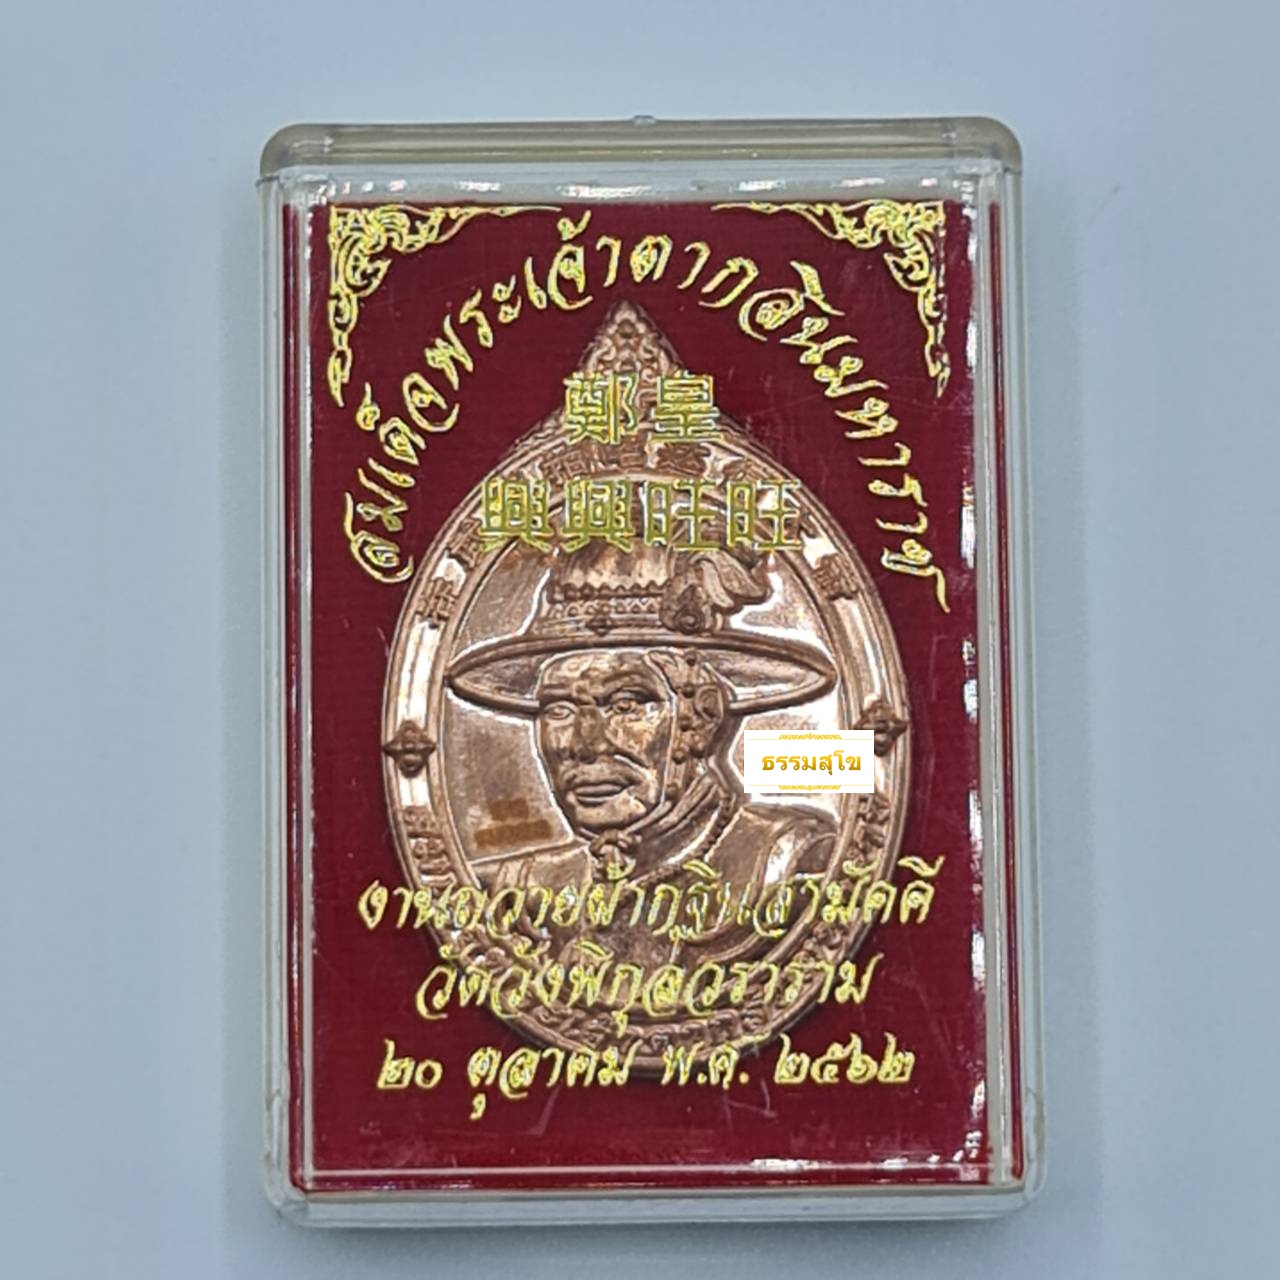 สมเด็จพระเจ้าตากสินมหาราช
鄭皇
興興旺旺
ธรรมสุโข
งานถวายผ้ากฐินสามัคคี
วัดวังพิกุลวราราม
๒๐ ตุลาคม พ.ศ. ๒๕๖๒